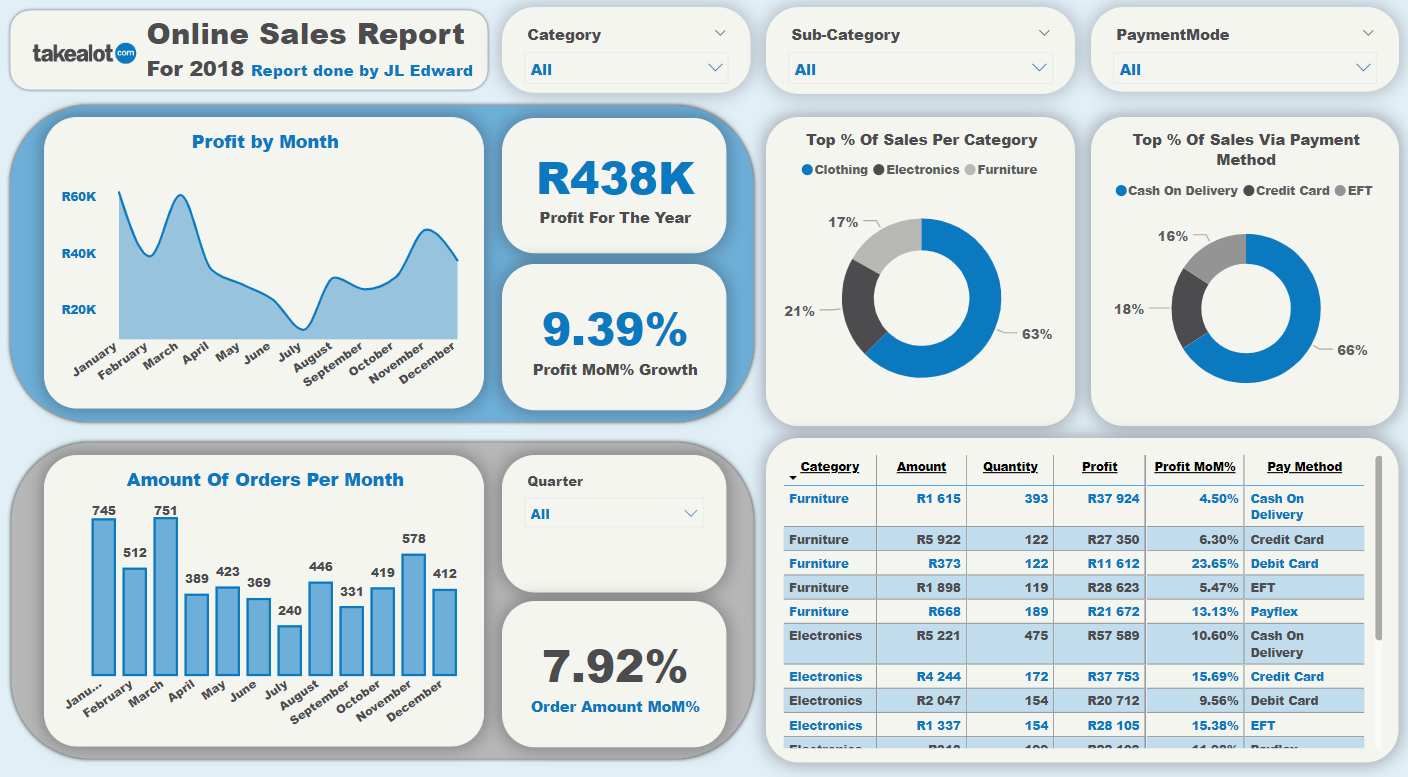 takealot com
Online Sales Report
For 2018 Report done by JL Edward
Category
All
Sub-Category
All
PaymentMode
All
Profit by Month
R60K
R40K
R20K
January
February
March
April
May
June
July
August
September
October
November
December
R438K
Profit For The Year
9.39%
Profit MoM% Growth
Top % Of Sales Per Category
Clothing Electronics Furniture
17%
21%
63%
Top % Of Sales Via Payment
Method
Cash On Delivery Credit Card EFT
16%
18%
66%
Amount Of Orders Per Month
745
512
751
389
423
369
240
446
331
419
578
412
Janu...
February
March
April
May
June
July
August
September
October
November
December
Quarter
All
7.92%
Order Amount MoM%
Category Amount Quantity Profit Profit MoM% Pay Method
Furniture R1 615 393 R37 924 4.50% Cash On
Delivery
Furniture R5 922 122 R27 350 6.30% Credit Card
Furniture R373 122 R11 612 23.65% Debit Card
Furniture R1 898 119 R28 623 5.47% EFT
Furniture R668 189 R21 672 13.13% Payflex
Electronics R5 221 475 R57 589 10.60% Cash On
Delivery
Electronics R4 244 172 R37 753 15.69% Credit Card
Electronics R2 047 154 R20 712 9.56% Debit Card
Electronics R1 337 154 R28 105 15.38% EFT
Electronics Payflex